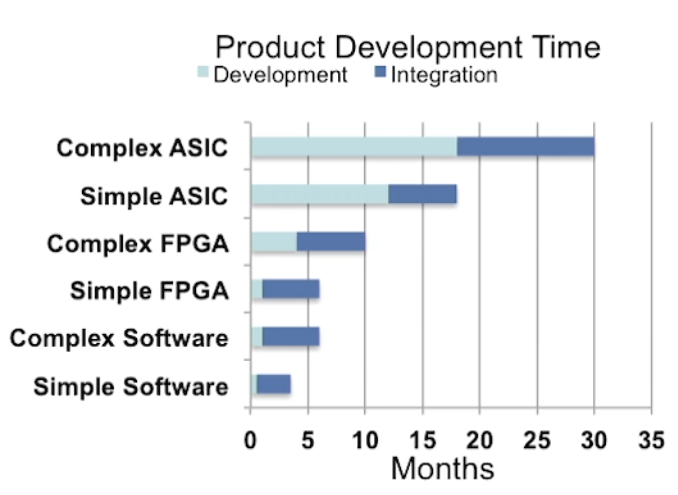 Product Development Time
Development Integration
Complex ASIC
Simple ASIC
Complex FPGA
Simple FPGA
Complex Software
Simple Software
0 5 10 15 20 25 30 35
Months